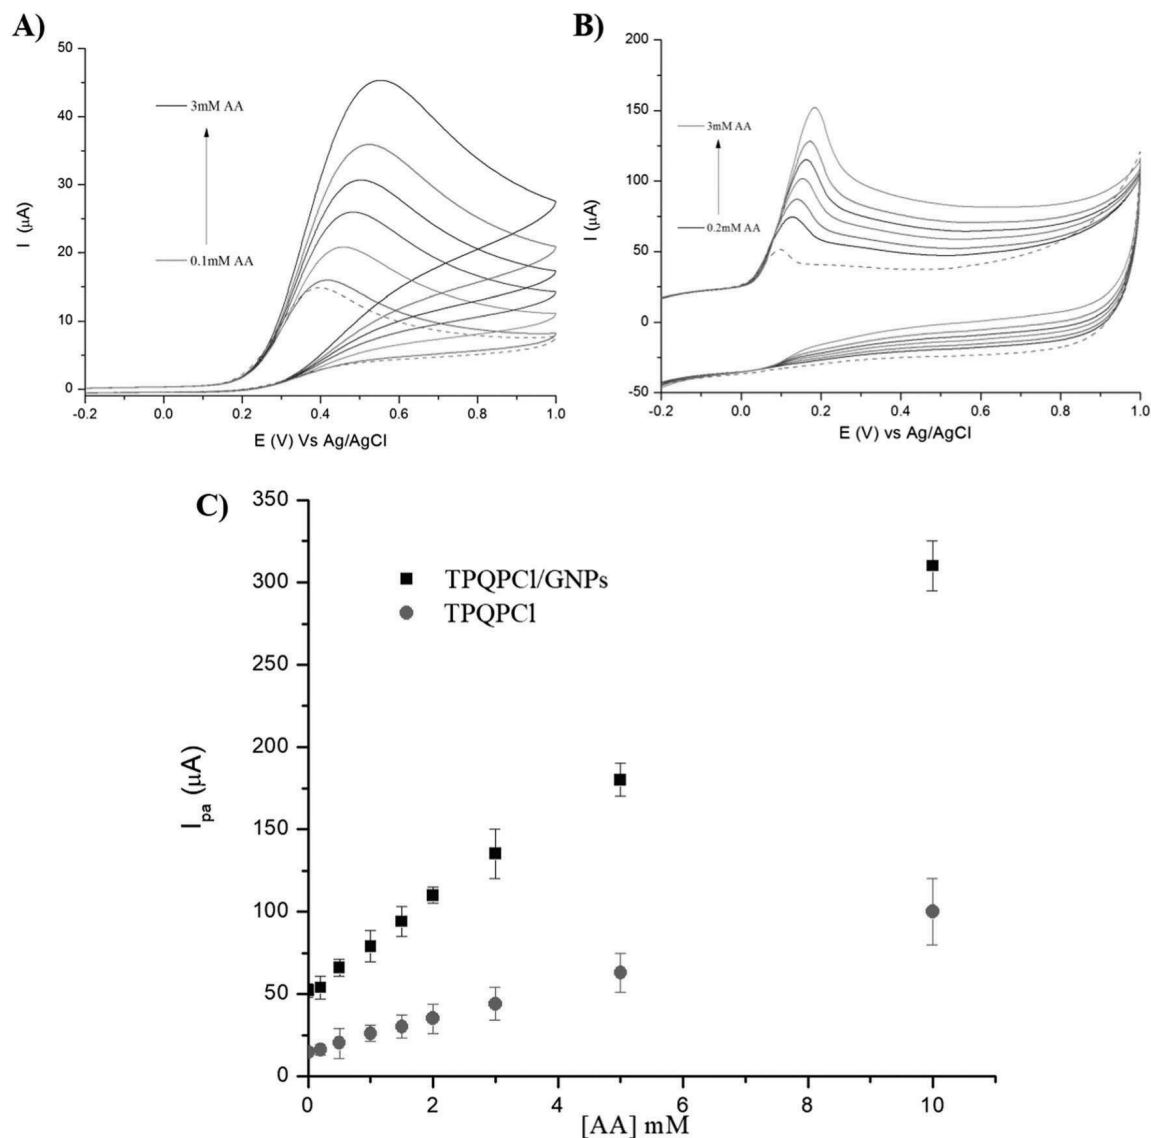 A)
50
40
30
20
10
0
I (µA)
3mM AA
0.1mM AA
-0.2 0.0 0.2 0.4 0.6 0.8 1.0
E (V) Vs Ag/AgCl
B)
200
150
100
50
0
-50
I (µA)
3mM AA
0.2mM AA
-0.2 0.0 0.2 0.4 0.6 0.8 1.0
E (V) vs Ag/AgCl
C)
350
300
250
200
150
100
50
0
I_pa (µA)
TPQPCl/GNPs
TPQPCl
0 2 4 6 8 10
[AA] mM